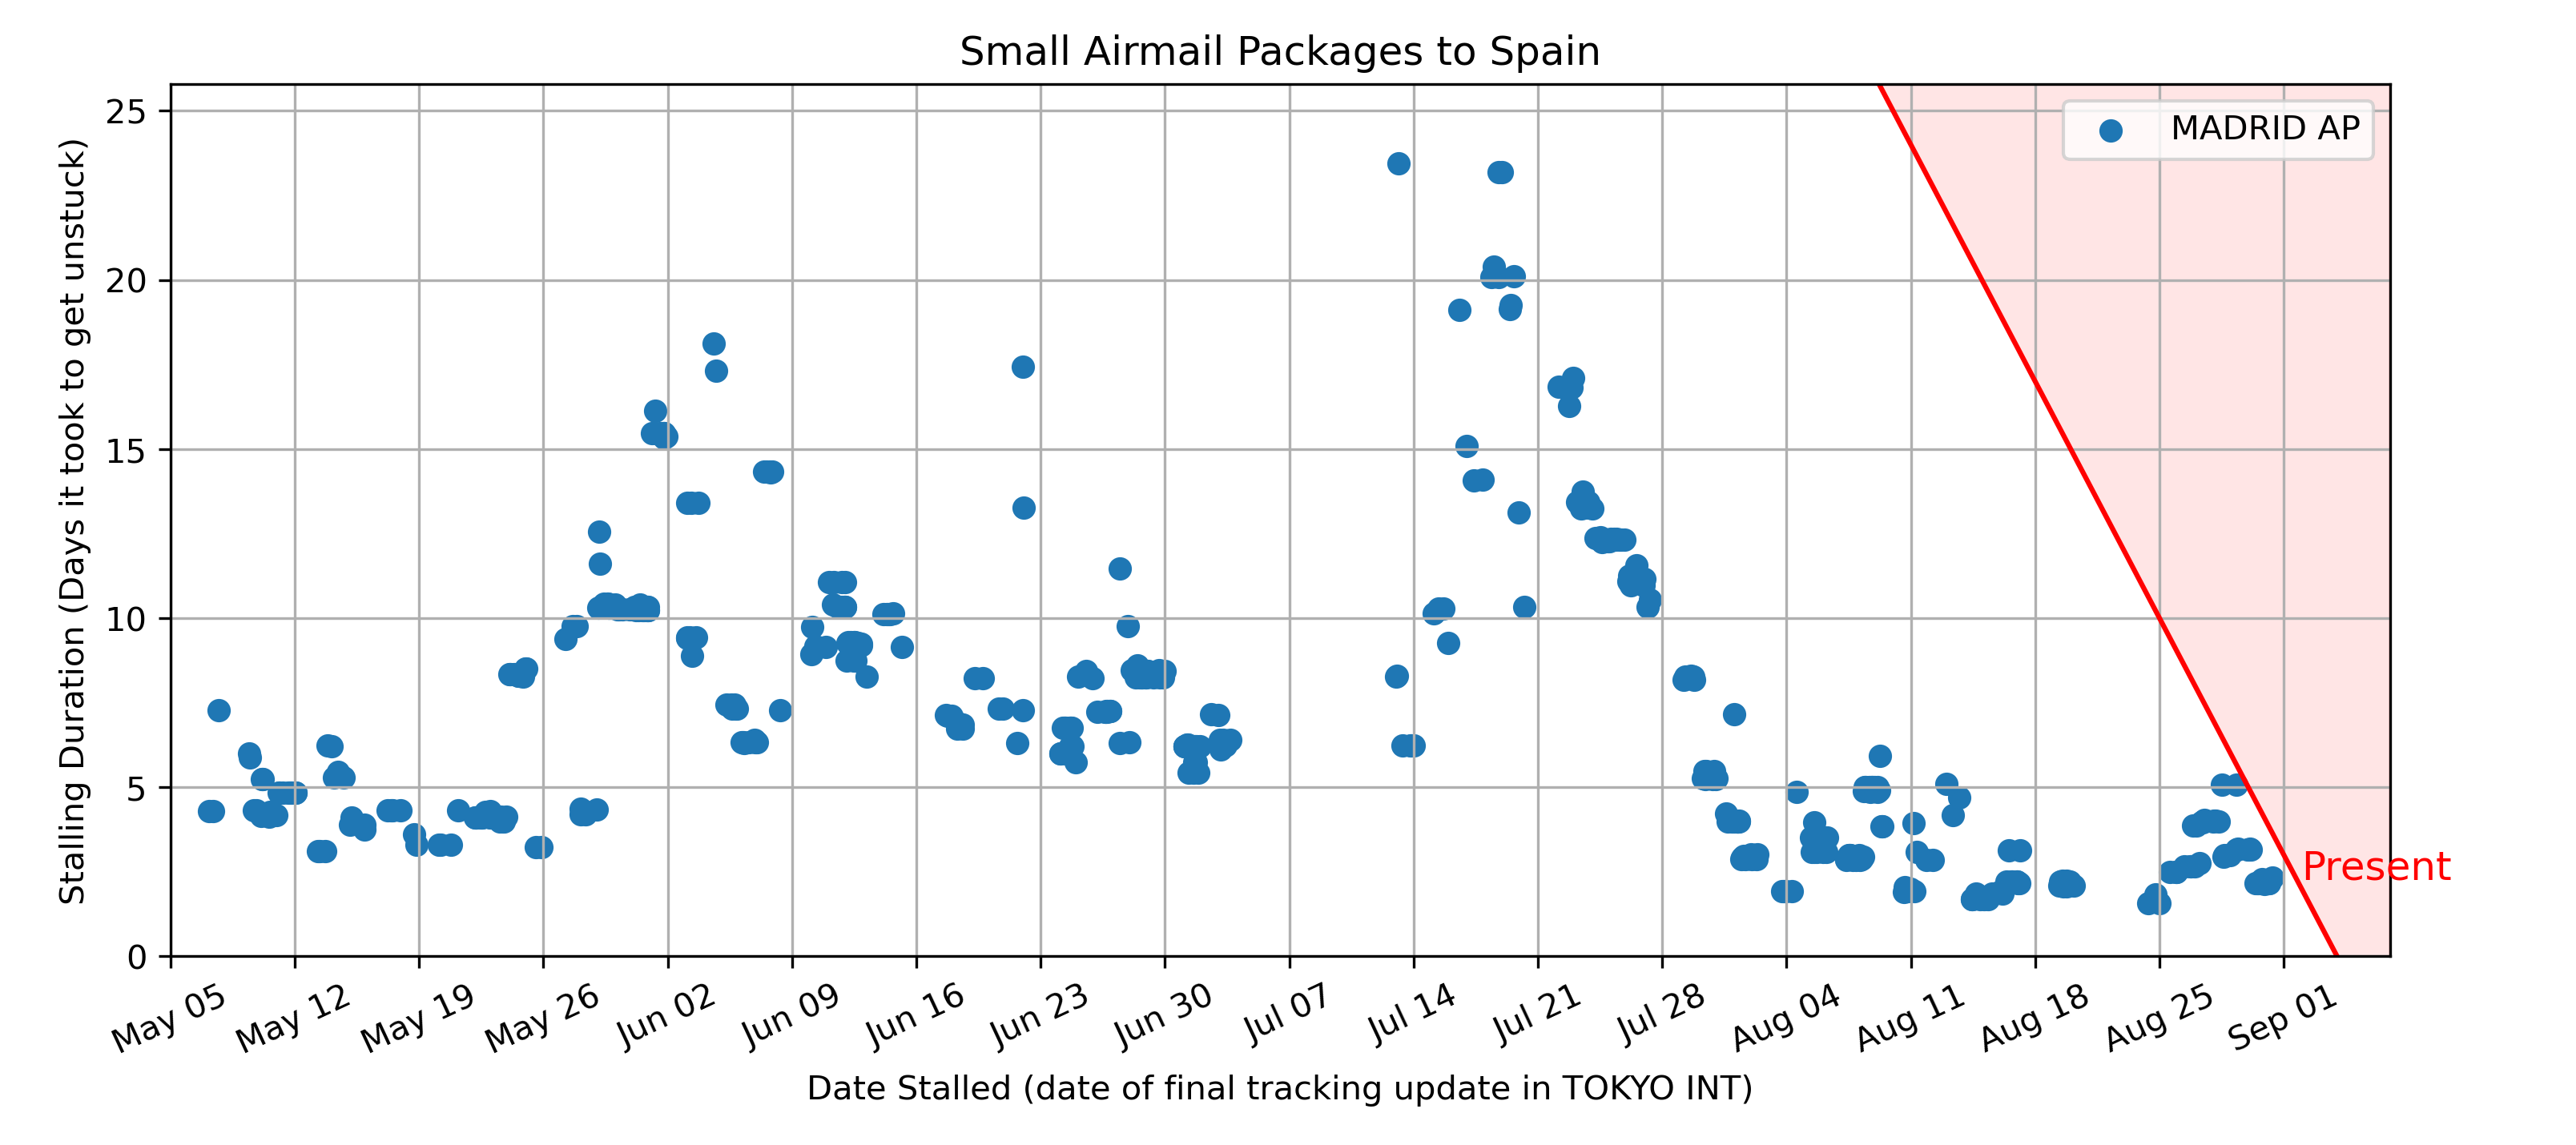 Small Airmail Packages to Spain
MADRID AP
Stalling Duration (Days it took to get unstuck)
25
20
15
10
5
0
Present
May 05
May 12
May 19
May 26
Jun 02
Jun 09
Jun 16
Jun 23
Jun 30
Jul 07
Jul 14
Jul 21
Jul 28
Aug 04
Aug 11
Aug 18
Aug 25
Sep 01
Date Stalled (date of final tracking update in TOKYO INT)